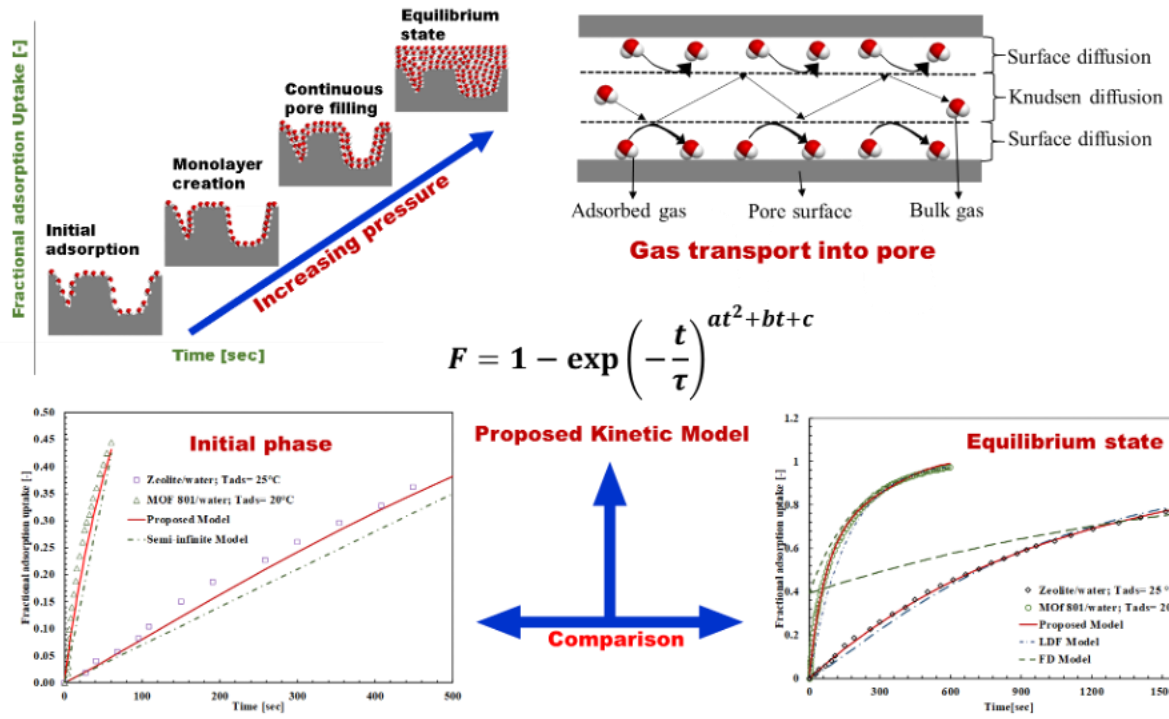 Fractional adsorption Uptake [-]
Equilibrium
state
Continuous
pore filling
Monolayer
creation
Initial
adsorption
Increasing pressure
Time [sec]
Surface diffusion
Knudsen diffusion
Surface diffusion
Adsorbed gas
Pore surface
Bulk gas
Gas transport into pore
F = 1 − exp(−t/τ)^{at²+bt+c}
Initial phase
Fractional adsorption uptake [-]
0.50
0.45
0.40
0.35
0.30
0.25
0.20
0.15
0.10
0.05
0.00
Zeolite/water; Tads= 25°C
MOF 801/water; Tads= 20°C
Proposed Model
Semi-infinite Model
0 100 200 300 400 500
Time [sec]
Proposed Kinetic Model
Comparison
Equilibrium state
Fractional adsorption uptake [-]
1.2
1
0.8
0.6
0.4
0.2
0
Zeolite/water; Tads= 25 °
MOf 801/water; Tads= 20
Proposed Model
LDF Model
FD Model
0 300 600 900 1200 1500
Time[sec]